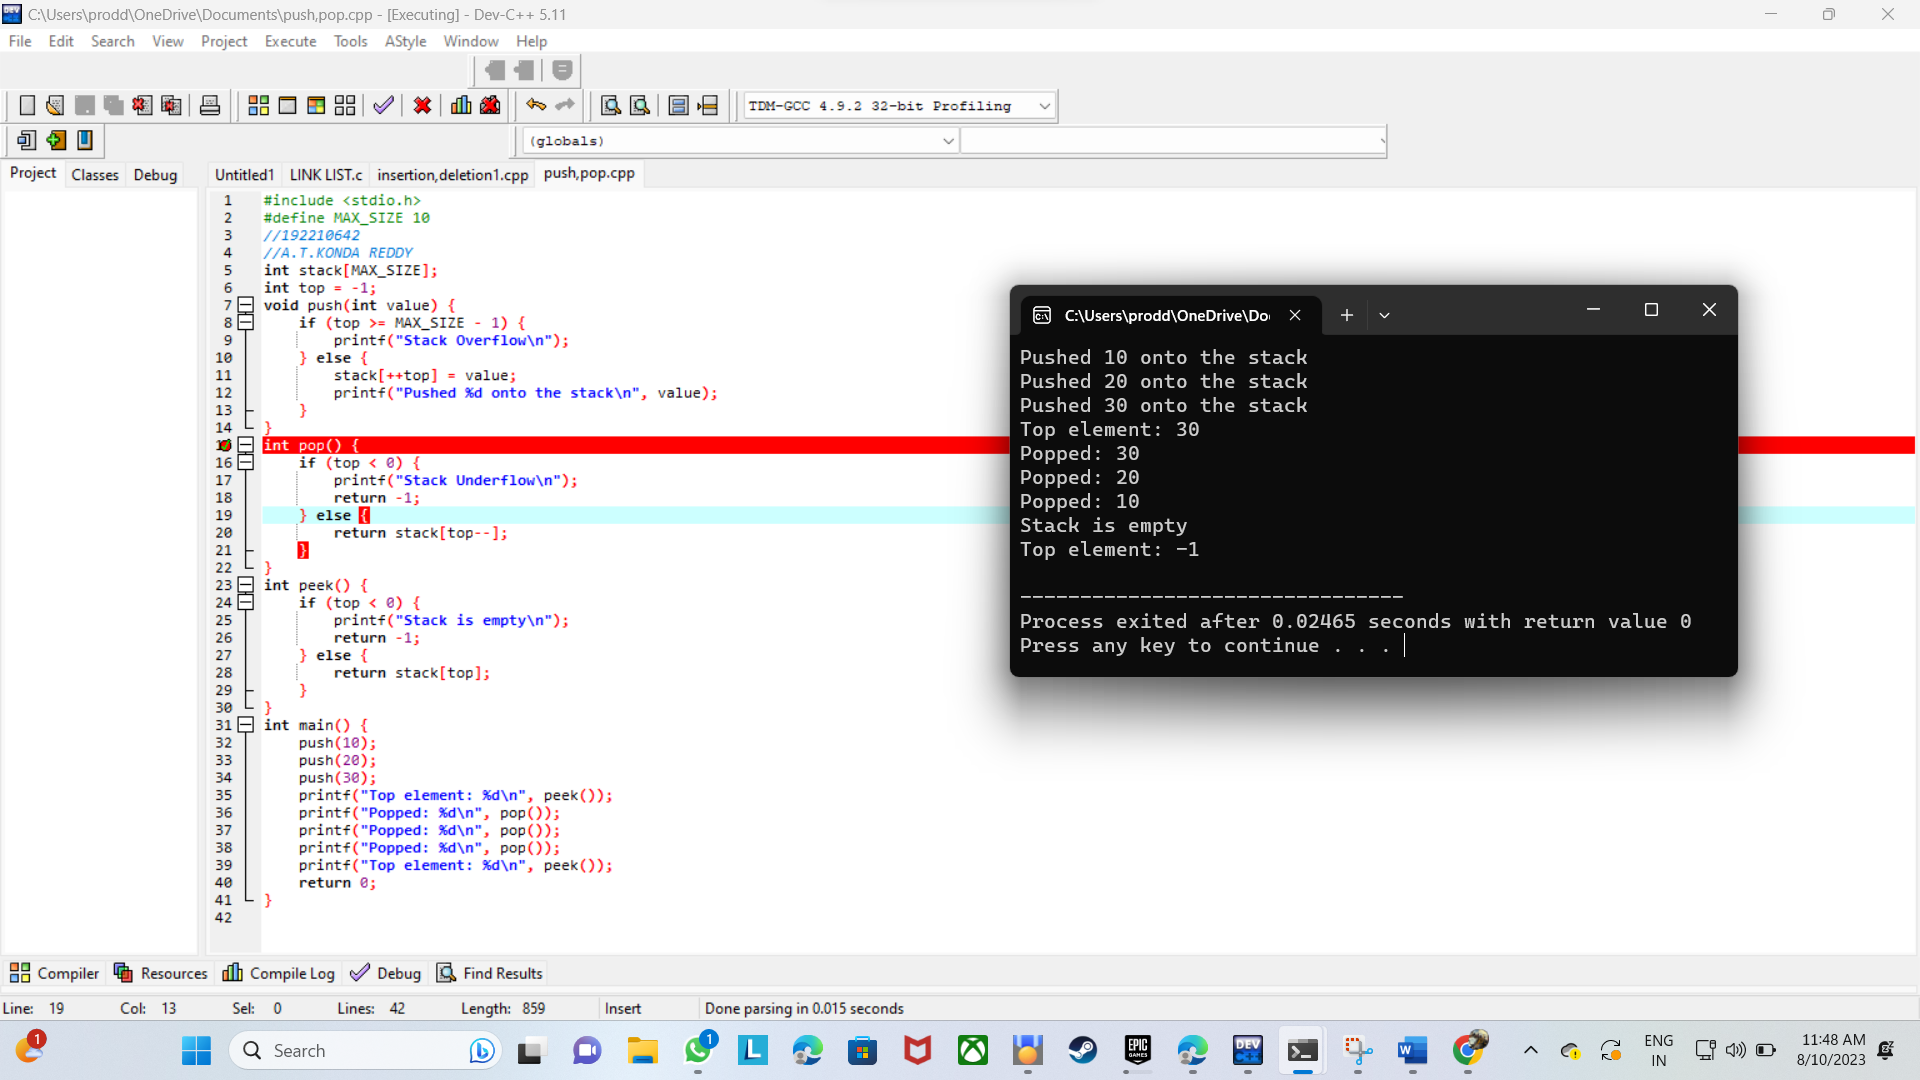 C:\Users\prodd\OneDrive\Documents\push,pop.cpp - [Executing] - Dev-C++ 5.11
File Edit Search View Project Execute Tools AStyle Window Help
TDM-GCC 4.9.2 32-bit Profiling
(globals)
Project Classes Debug
Untitled1 LINK LIST.c insertion,deletion1.cpp push,pop.cpp
1 #include <stdio.h>
2 #define MAX_SIZE 10
3 //192210642
4 //A.T.KONDA REDDY
5 int stack[MAX_SIZE];
6 int top = -1;
7 void push(int value) {
8 if (top >= MAX_SIZE - 1) {
9 printf("Stack Overflow\n");
10 } else {
11 stack[++top] = value;
12 printf("Pushed %d onto the stack\n", value);
13 }
14 }
int pop() {
16 if (top < 0) {
17 printf("Stack Underflow\n");
18 return -1;
19 } else {
20 return stack[top--];
21 }
22 }
23 int peek() {
24 if (top < 0) {
25 printf("Stack is empty\n");
26 return -1;
27 } else {
28 return stack[top];
29 }
30 }
31 int main() {
32 push(10);
33 push(20);
34 push(30);
35 printf("Top element: %d\n", peek());
36 printf("Popped: %d\n", pop());
37 printf("Popped: %d\n", pop());
38 printf("Popped: %d\n", pop());
39 printf("Top element: %d\n", peek());
40 return 0;
41 }
42
C:\Users\prodd\OneDrive\Do
Pushed 10 onto the stack
Pushed 20 onto the stack
Pushed 30 onto the stack
Top element: 30
Popped: 30
Popped: 20
Popped: 10
Stack is empty
Top element: -1
--------------------------------
Process exited after 0.02465 seconds with return value 0
Press any key to continue . . .
Compiler Resources Compile Log Debug Find Results
Line: 19 Col: 13 Sel: 0 Lines: 42 Length: 859 Insert Done parsing in 0.015 seconds
1 Search 1 L EPIC GAMES DEV C++ W ENG IN 11:48 AM
8/10/2023